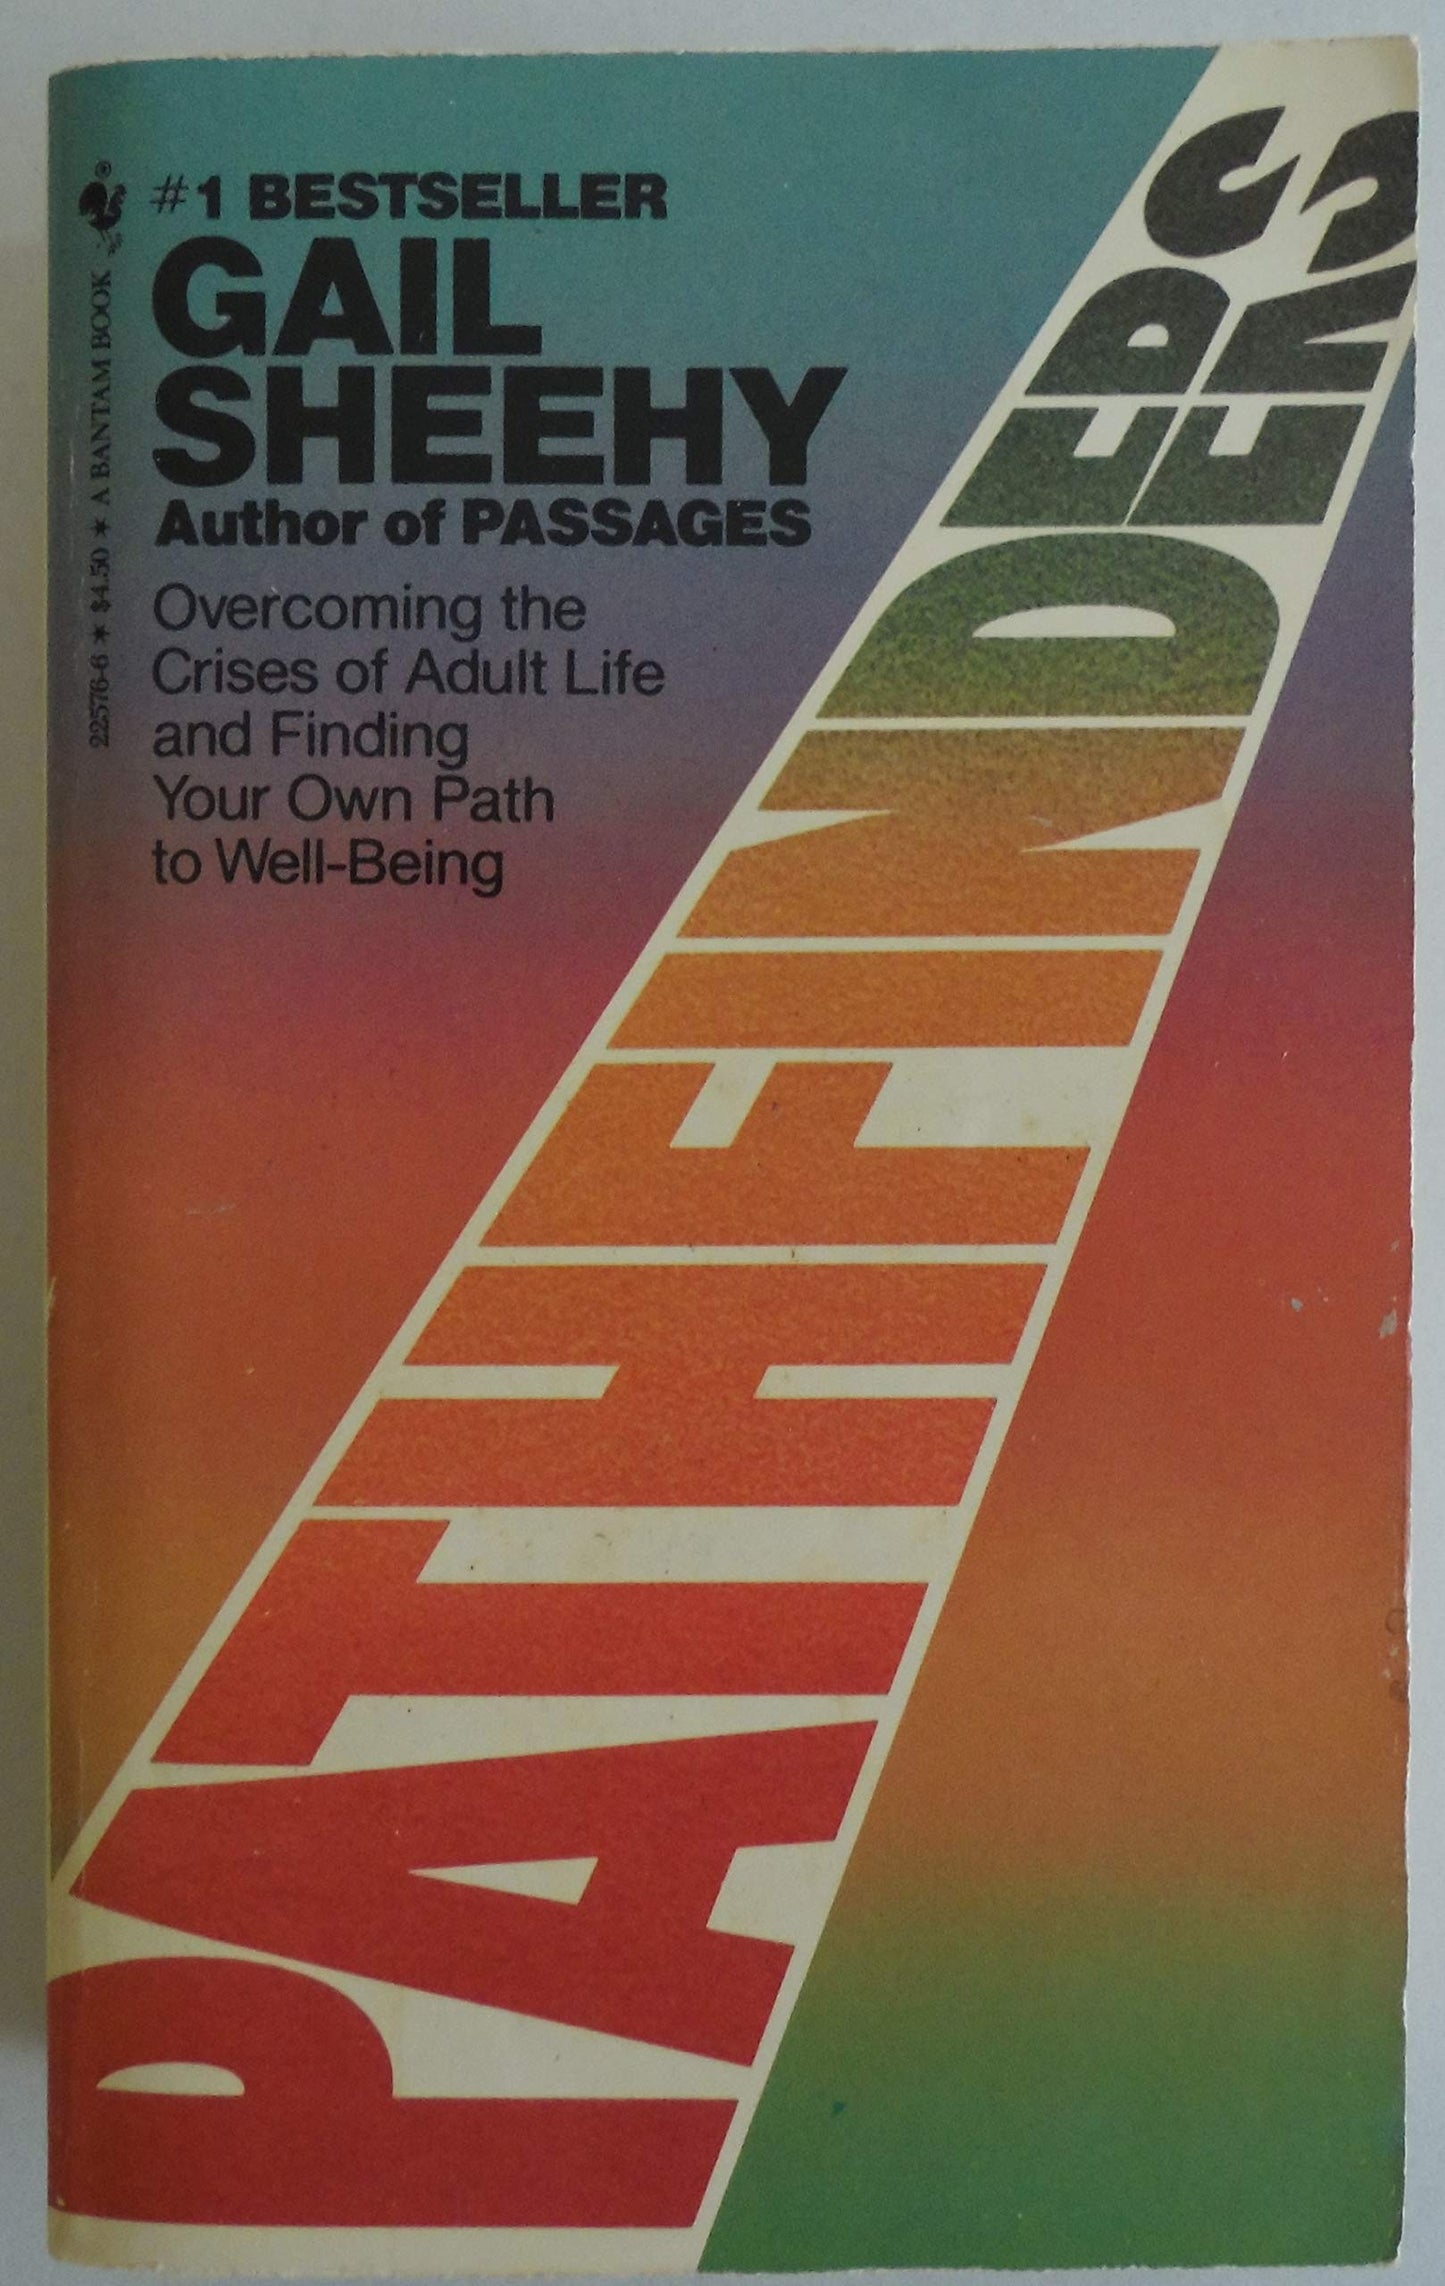 #1 BESTSELLER
GAIL
SHEEHY
Author of PASSAGES
Overcoming the
Crises of Adult Life
and Finding
Your Own Path
to Well-Being
22576-6 * $4.50 * A BANTAM BOOK
PATHFINDERS